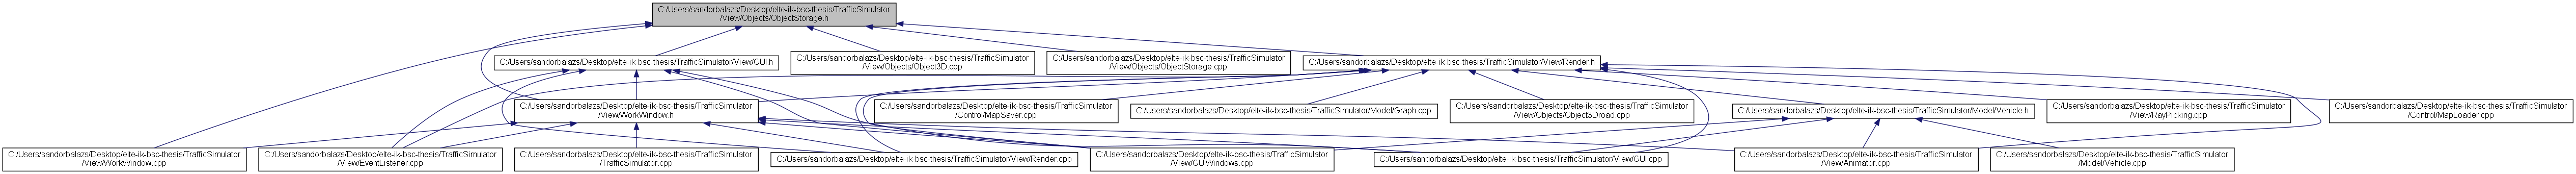 C:/Users/sandorbalazs/Desktop/elte-ik-bsc-thesis/TrafficSimulator
/View/Objects/ObjectStorage.h
C:/Users/sandorbalazs/Desktop/elte-ik-bsc-thesis/TrafficSimulator/View/GUI.h
C:/Users/sandorbalazs/Desktop/elte-ik-bsc-thesis/TrafficSimulator
/View/Objects/Object3D.cpp
C:/Users/sandorbalazs/Desktop/elte-ik-bsc-thesis/TrafficSimulator
/View/Objects/ObjectStorage.cpp
C:/Users/sandorbalazs/Desktop/elte-ik-bsc-thesis/TrafficSimulator/View/Render.h
C:/Users/sandorbalazs/Desktop/elte-ik-bsc-thesis/TrafficSimulator
/View/WorkWindow.h
C:/Users/sandorbalazs/Desktop/elte-ik-bsc-thesis/TrafficSimulator
/Control/MapSaver.cpp
C:/Users/sandorbalazs/Desktop/elte-ik-bsc-thesis/TrafficSimulator/Model/Graph.cpp
C:/Users/sandorbalazs/Desktop/elte-ik-bsc-thesis/TrafficSimulator
/View/Objects/Object3Droad.cpp
C:/Users/sandorbalazs/Desktop/elte-ik-bsc-thesis/TrafficSimulator/Model/Vehicle.h
C:/Users/sandorbalazs/Desktop/elte-ik-bsc-thesis/TrafficSimulator
/View/RayPicking.cpp
C:/Users/sandorbalazs/Desktop/elte-ik-bsc-thesis/TrafficSimulator
/Control/MapLoader.cpp
C:/Users/sandorbalazs/Desktop/elte-ik-bsc-thesis/TrafficSimulator
/View/WorkWindow.cpp
C:/Users/sandorbalazs/Desktop/elte-ik-bsc-thesis/TrafficSimulator
/View/EventListener.cpp
C:/Users/sandorbalazs/Desktop/elte-ik-bsc-thesis/TrafficSimulator
/TrafficSimulator.cpp
C:/Users/sandorbalazs/Desktop/elte-ik-bsc-thesis/TrafficSimulator/View/Render.cpp
C:/Users/sandorbalazs/Desktop/elte-ik-bsc-thesis/TrafficSimulator
/View/GUIWindows.cpp
C:/Users/sandorbalazs/Desktop/elte-ik-bsc-thesis/TrafficSimulator/View/GUI.cpp
C:/Users/sandorbalazs/Desktop/elte-ik-bsc-thesis/TrafficSimulator
/View/Animator.cpp
C:/Users/sandorbalazs/Desktop/elte-ik-bsc-thesis/TrafficSimulator
/Model/Vehicle.cpp